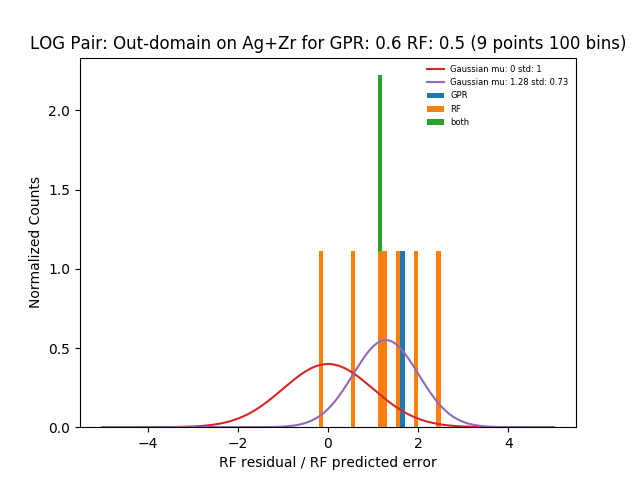 LOG Pair: Out-domain on Ag+Zr for GPR: 0.6 RF: 0.5 (9 points 100 bins)
Gaussian mu: 0 std: 1
Gaussian mu: 1.28 std: 0.73
GPR
RF
both
Normalized Counts
2.0
1.5
1.0
0.5
0.0
−4
−2
0
2
4
RF residual / RF predicted error